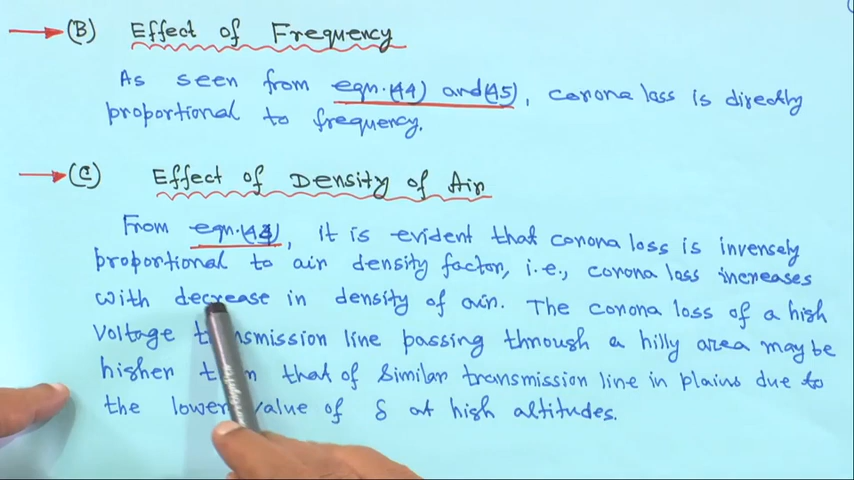 (B) Effect of Frequency
As seen from eqn.(44) and (45), corona loss is directly
proportional to frequency.
(C) Effect of Density of Air
From eqn.(44), it is evident that corona loss is inversely
proportional to air density factor, i.e., corona loss increases
with decrease in density of air. The corona loss of a high
voltage transmission line passing through a hilly area may be
higher than that of similar transmission line in plains due to
the lower value of δ at high altitudes.